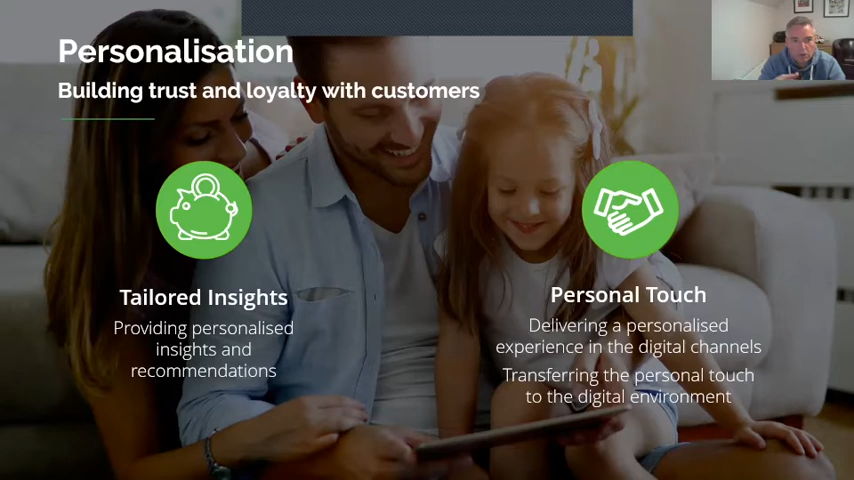 Personalisation
Building trust and loyalty with customers
Tailored Insights
Providing personalised
insights and
recommendations
Personal Touch
Delivering a personalised
experience in the digital channels
Transferring the personal touch
to the digital environment